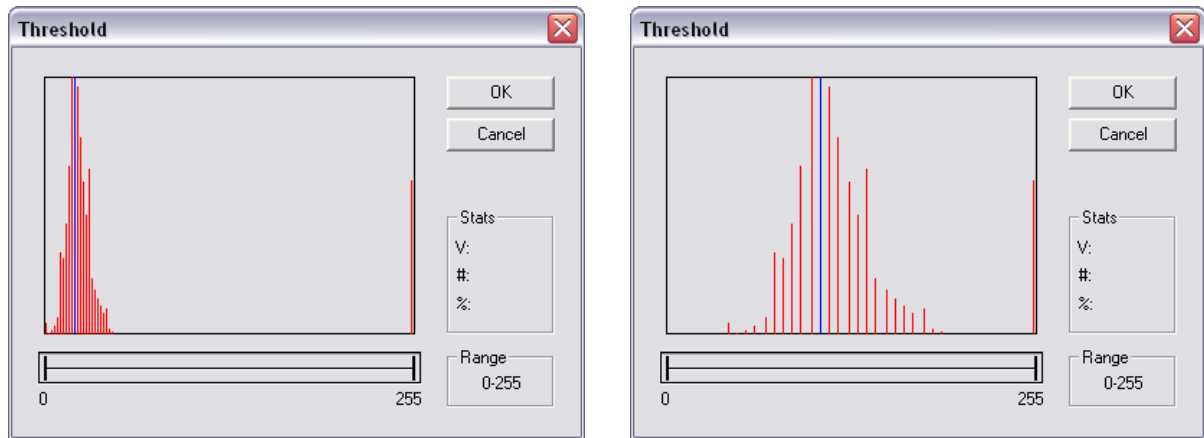 Threshold
OK
Cancel
Stats
V:
#:
%:
Range
0-255
0 255
Threshold
OK
Cancel
Stats
V:
#:
%:
Range
0-255
0 255